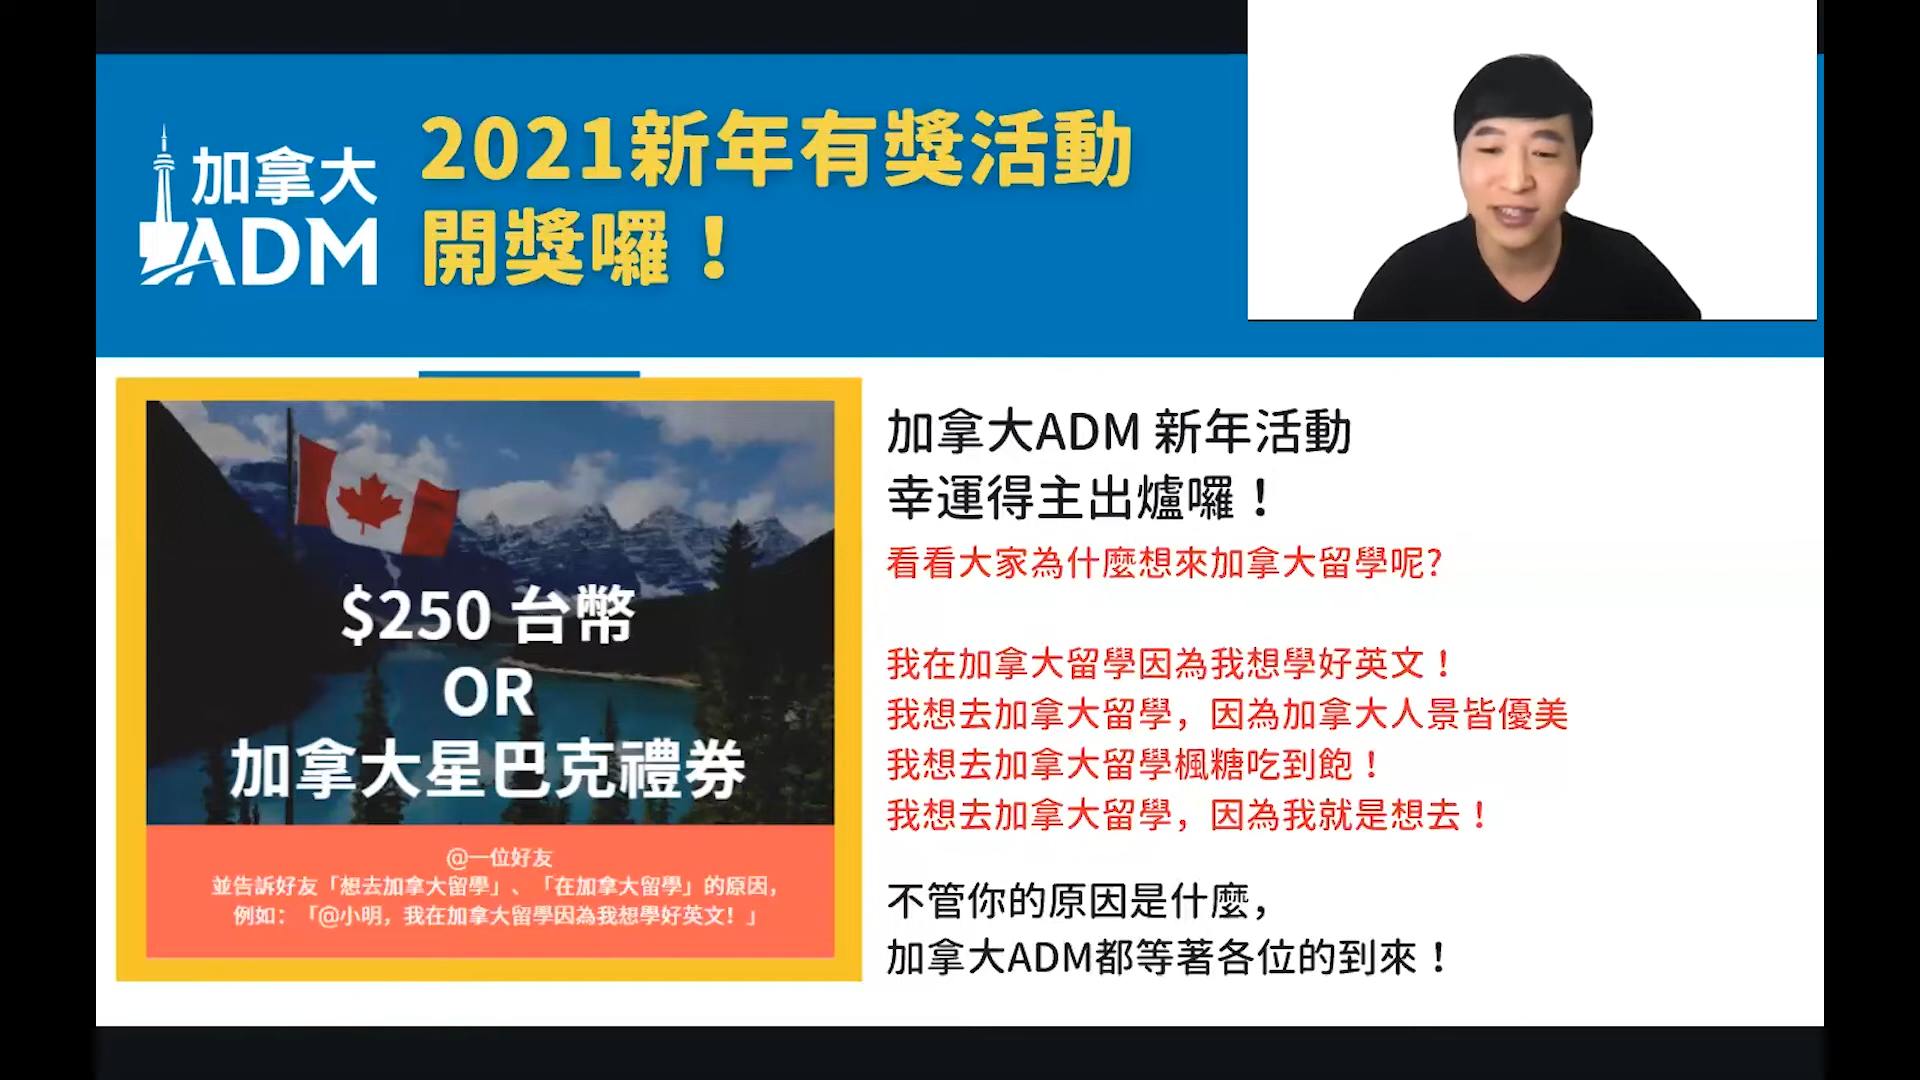 加拿大
ADM
2021新年有獎活動
開獎囉！
$250 台幣
OR
加拿大星巴克禮券
@一位好友
並告訴好友「想去加拿大留學」、「在加拿大留學」的原因，
例如：「@小明，我在加拿大留學因為我想學好英文！」
加拿大ADM 新年活動
幸運得主出爐囉！
看看大家為什麼想來加拿大留學呢?
我在加拿大留學因為我想學好英文！
我想去加拿大留學，因為加拿大人景皆優美
我想去加拿大留學楓糖吃到飽！
我想去加拿大留學，因為我就是想去！
不管你的原因是什麼，
加拿大ADM都等著各位的到來！